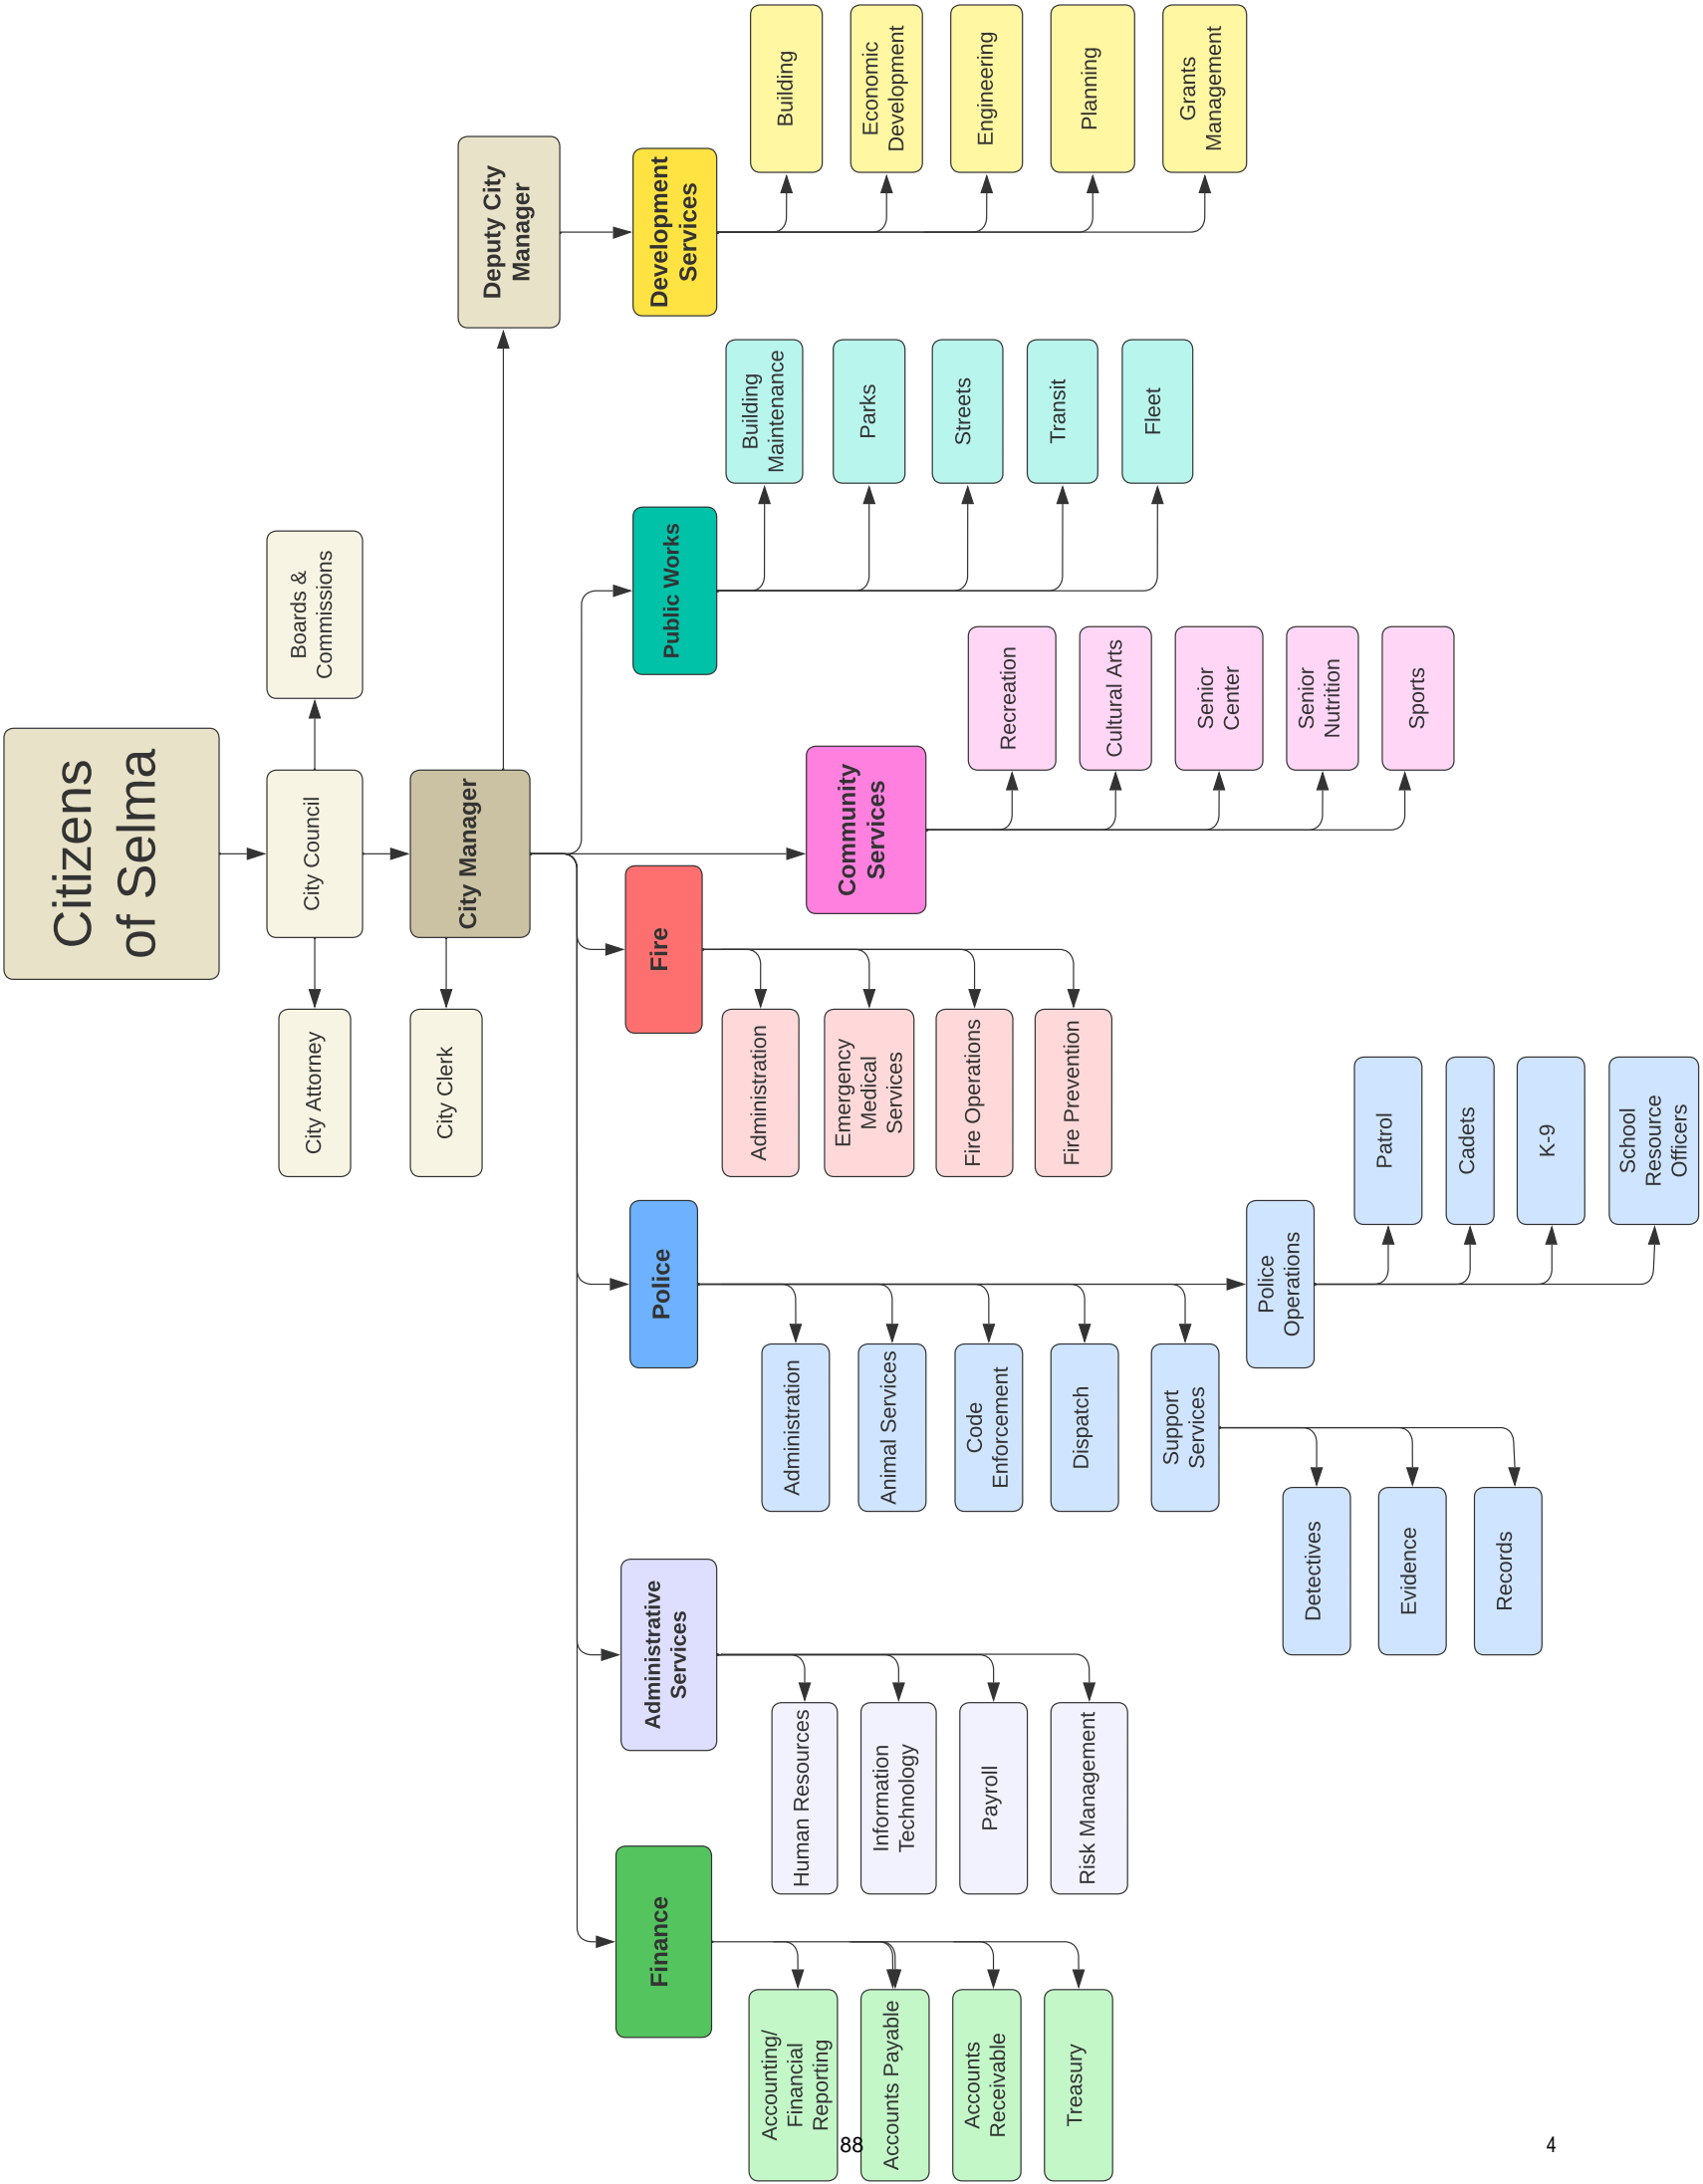 Citizens
of Selma
City Council
Boards &
Commissions
City Attorney
City Manager
City Clerk
Deputy City
Manager
Finance
Accounting/
Financial
Reporting
Accounts Payable
Accounts
Receivable
Treasury
Administrative
Services
Human Resources
Information
Technology
Payroll
Risk Management
Police
Administration
Animal Services
Code
Enforcement
Dispatch
Support
Services
Detectives
Evidence
Records
Police
Operations
Patrol
Cadets
K-9
School
Resource
Officers
Fire
Administration
Emergency
Medical
Services
Fire Operations
Fire Prevention
Community
Services
Recreation
Cultural Arts
Senior
Center
Senior
Nutrition
Sports
Public Works
Building
Maintenance
Parks
Streets
Transit
Fleet
Development
Services
Building
Economic
Development
Engineering
Planning
Grants
Management
88
4